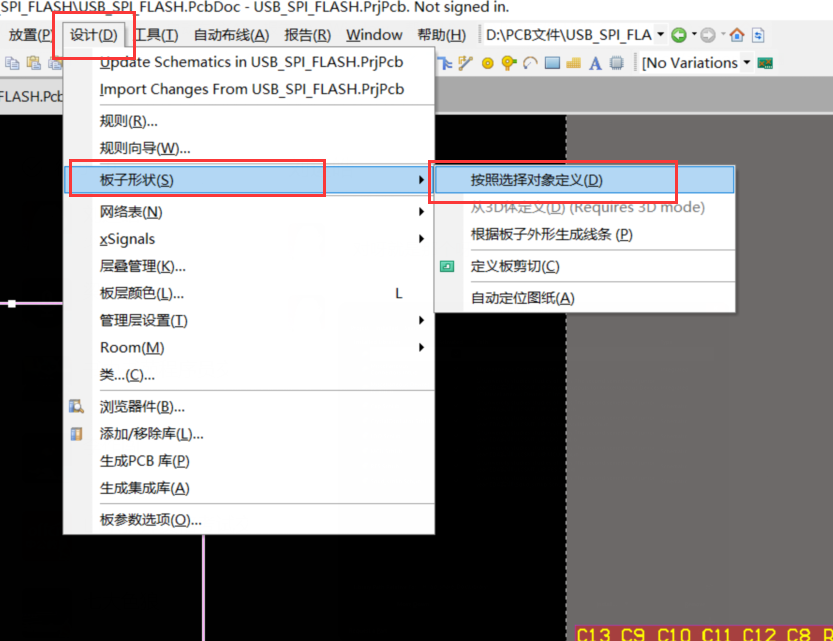 SPI_FLASH\USB_SPI_FLASH.PcbDoc - USB_SPI_FLASH.PrjPcb. Not signed in.
放置(P) 设计(D) 工具(T) 自动布线(A) 报告(R) Window 帮助(H) D:\PCB文件\USB_SPI_FLA
A [No Variations
FLASH.Pcb
Update Schematics in USB_SPI_FLASH.PrjPcb
Import Changes From USB_SPI_FLASH.PrjPcb
规则(R)...
规则向导(W)...
板子形状(S)
网络表(N)
xSignals
层叠管理(K)...
板层颜色(L)... L
管理层设置(T)
Room(M)
类...(C)...
浏览器件(B)...
添加/移除库(L)...
生成PCB 库(P)
生成集成库(A)
板参数选项(O)...
按照选择对象定义(D)
从3D体定义(D) (Requires 3D mode)
根据板子外形生成线条 (P)
定义板剪切(C)
自动定位图纸(A)
C13 C9 C10 C11 C12 C8 R